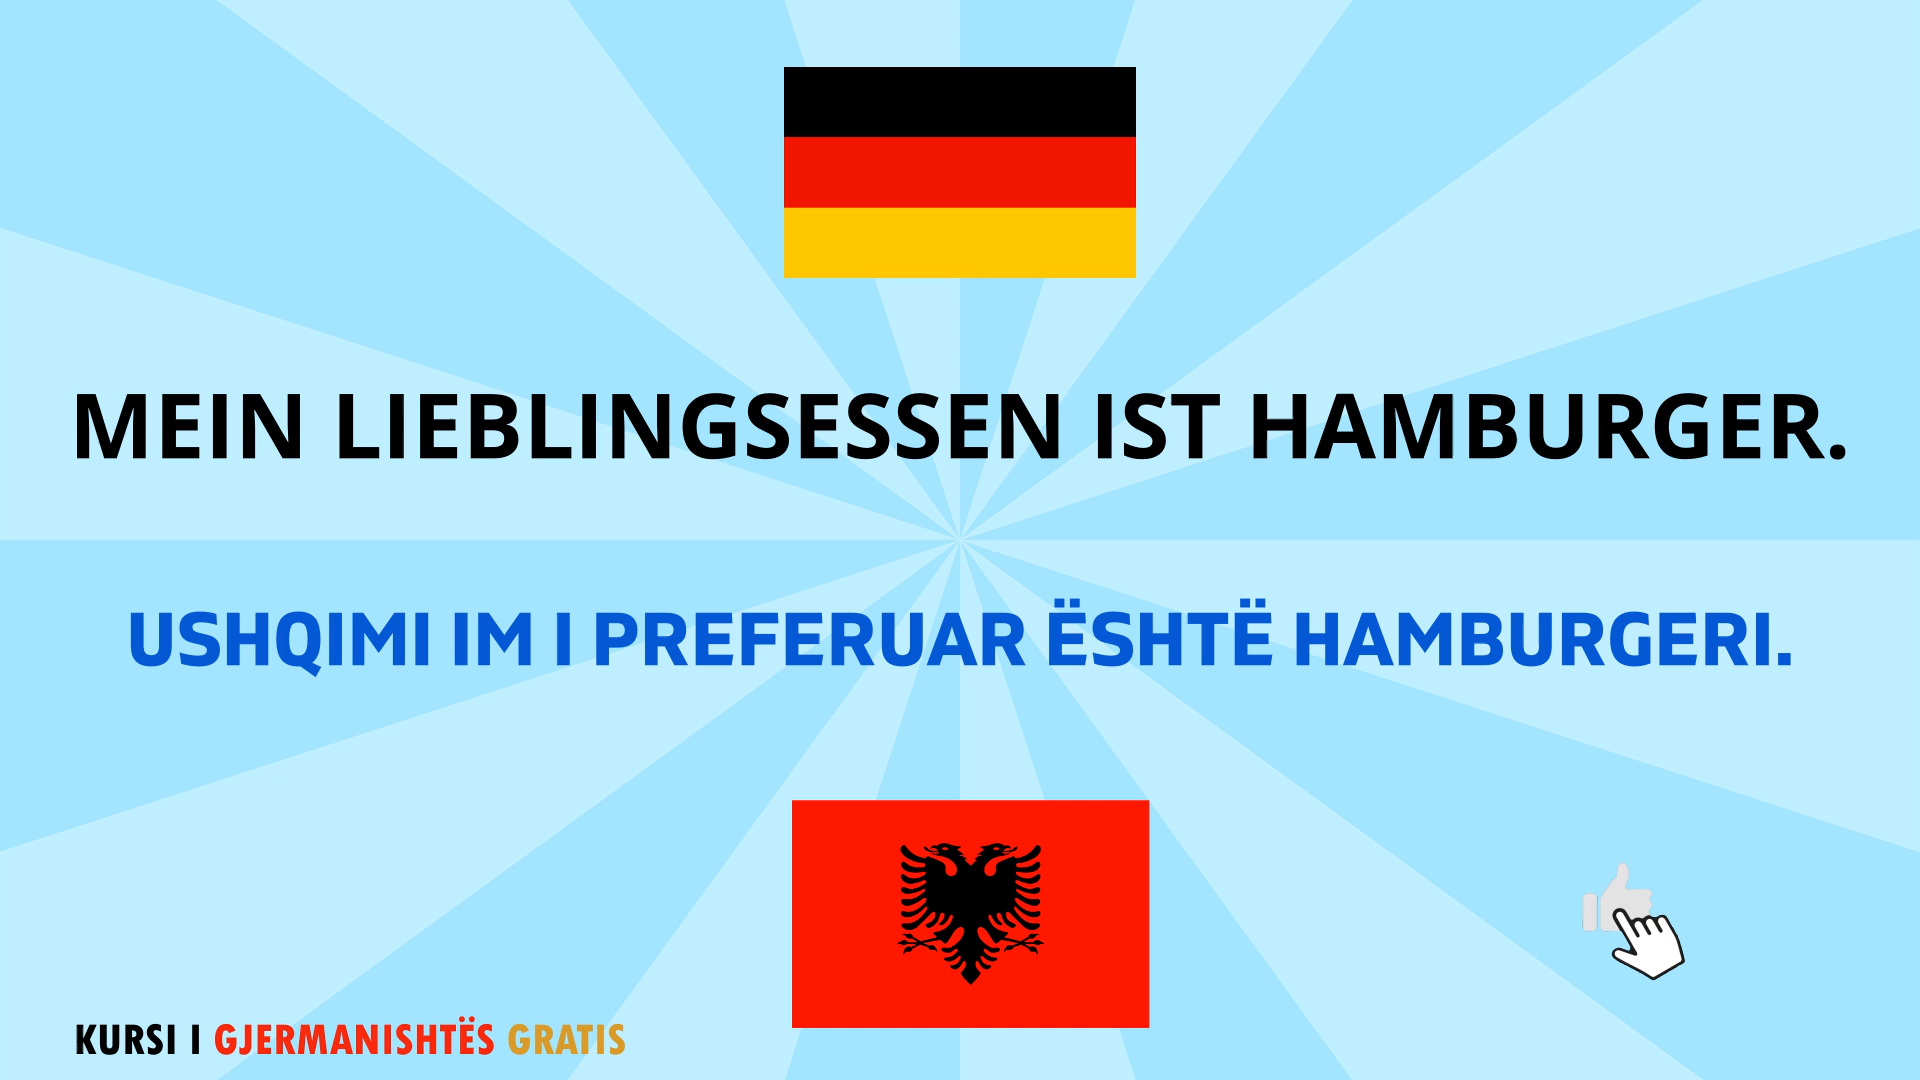 MEIN LIEBLINGSESSEN IST HAMBURGER.
USHQIMI IM I PREFERUAR ËSHTË HAMBURGERI.
KURSI I GJERMANISHTËS GRATIS